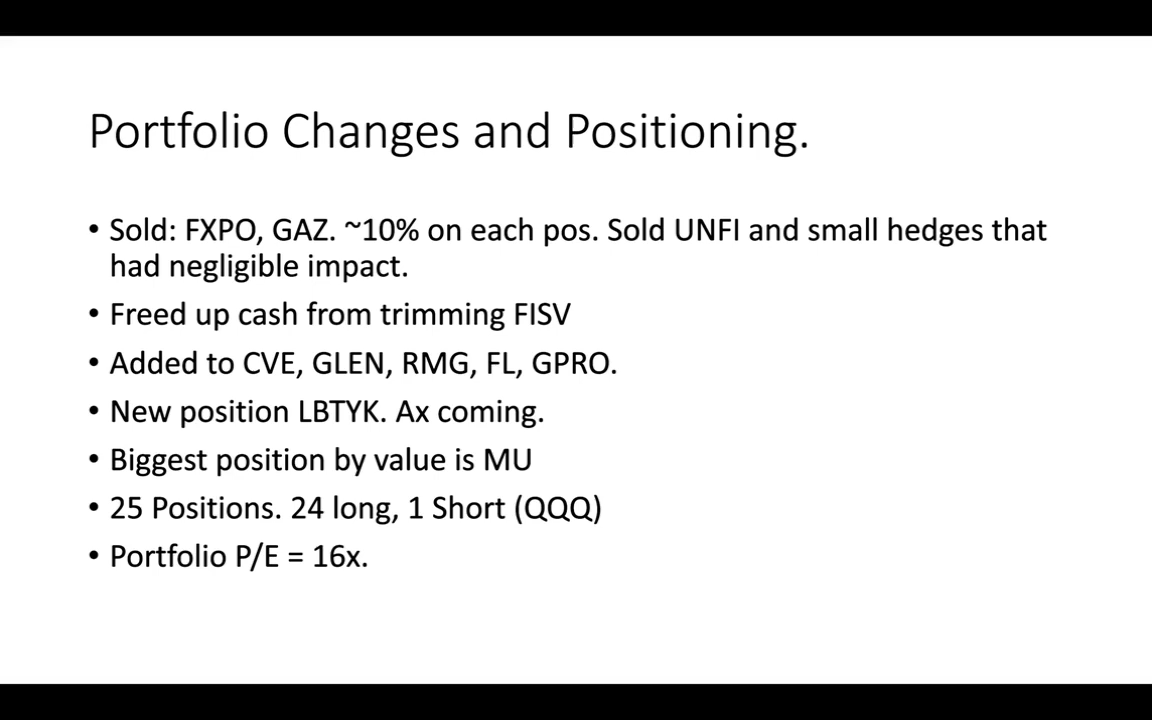 Portfolio Changes and Positioning.
• Sold: FXPO, GAZ. ~10% on each pos. Sold UNFI and small hedges that
had negligible impact.
• Freed up cash from trimming FISV
• Added to CVE, GLEN, RMG, FL, GPRO.
• New position LBTYK. Ax coming.
• Biggest position by value is MU
• 25 Positions. 24 long, 1 Short (QQQ)
• Portfolio P/E = 16x.